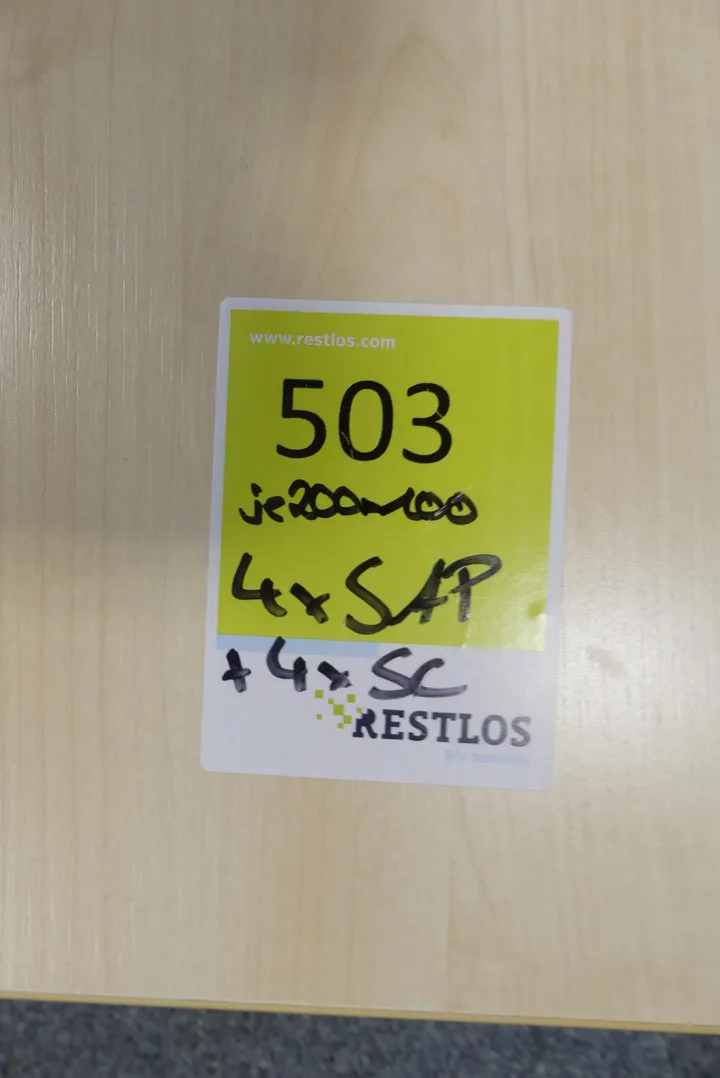 www.restlos.com
503
je 200x100
4x SAP
+ 4x SC
RESTLOS